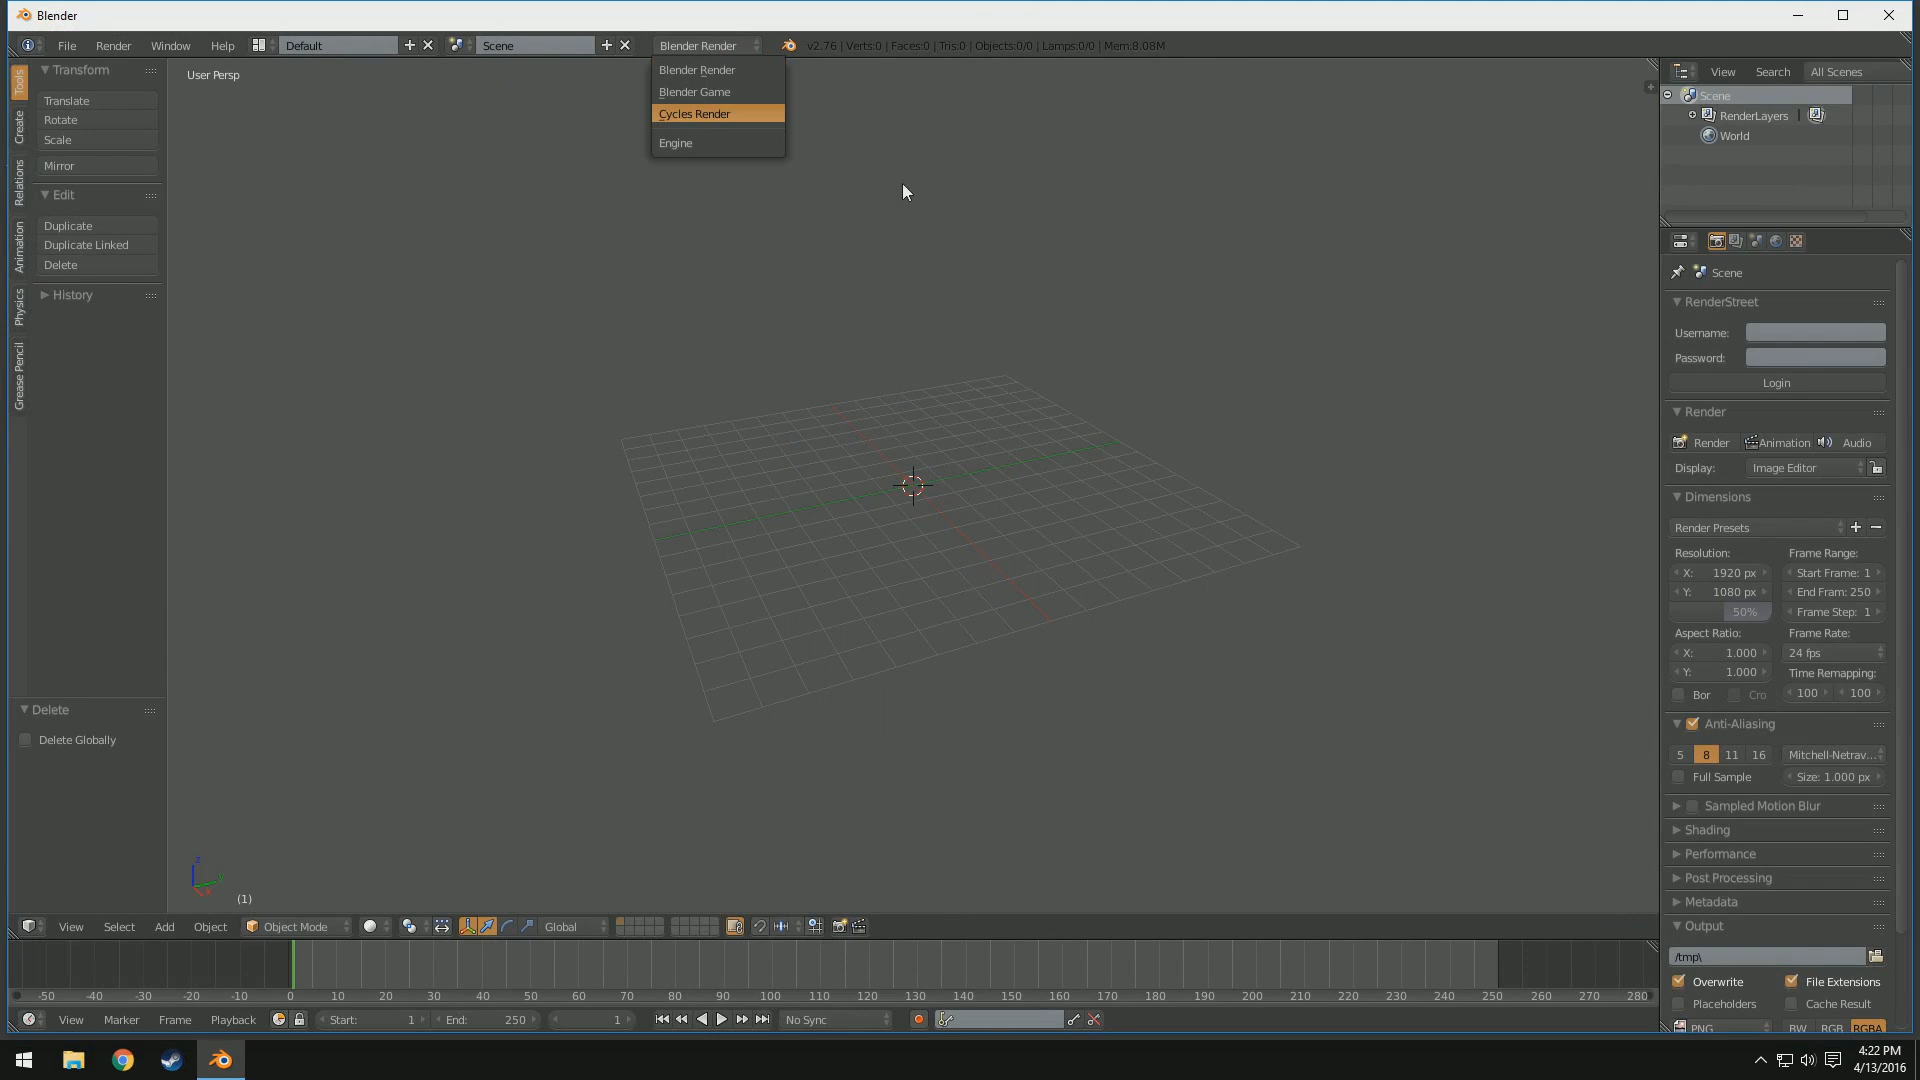 Blender
File Render Window Help Default Scene Blender Render v2.76 | Verts:0 | Faces:0 | Tris:0 | Objects:0/0 | Lamps:0/0 | Mem:8.08M
Blender Render
Blender Game
Cycles Render
Engine
Tools
Create
Relations
Animation
Physics
Grease Pencil
Transform
Translate
Rotate
Scale
Mirror
Edit
Duplicate
Duplicate Linked
Delete
History
Delete
Delete Globally
User Persp
z
(1)
View Select Add Object Object Mode Global
-50 -40 -30 -20 -10 0 10 20 30 40 50 60 70 80 90 100 110 120 130 140 150 160 170 180 190 200 210 220 230 240 250 260 270 280
View Marker Frame Playback Start: 1 End: 250 1 No Sync
View Search All Scenes
Scene
RenderLayers
World
Scene
RenderStreet
Username:
Password:
Login
Render
Render Animation Audio
Display: Image Editor
Dimensions
Render Presets
Resolution: Frame Range:
X: 1920 px Start Frame: 1
Y: 1080 px End Fram: 250
50% Frame Step: 1
Aspect Ratio: Frame Rate:
X: 1.000 24 fps
Y: 1.000 Time Remapping:
Bor Cro 100 100
Anti-Aliasing
5 8 11 16 Mitchell-Netrav...
Full Sample Size: 1.000 px
Sampled Motion Blur
Shading
Performance
Post Processing
Metadata
Output
/tmp\
Overwrite File Extensions
Placeholders Cache Result
PNG BW RGB RGBA
4:22 PM
4/13/2016